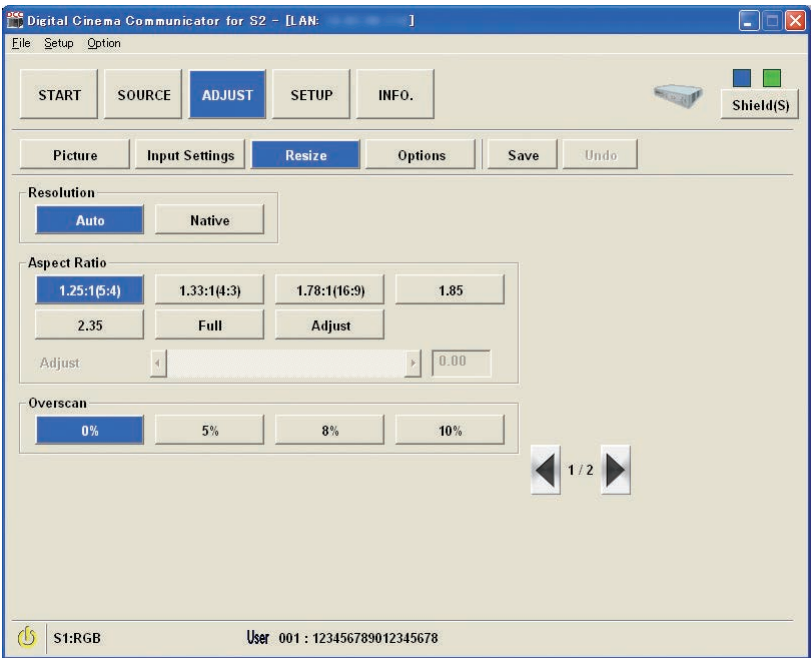 DCC Digital Cinema Communicator for S2 - [LAN: ]
File Setup Option
START SOURCE ADJUST SETUP INFO. Shield(S)
Picture Input Settings Resize Options Save Undo
Resolution
Auto Native
Aspect Ratio
1.25:1(5:4) 1.33:1(4:3) 1.78:1(16:9) 1.85
2.35 Full Adjust
Adjust 0.00
Overscan
0% 5% 8% 10%
1 / 2
S1:RGB User 001 : 123456789012345678